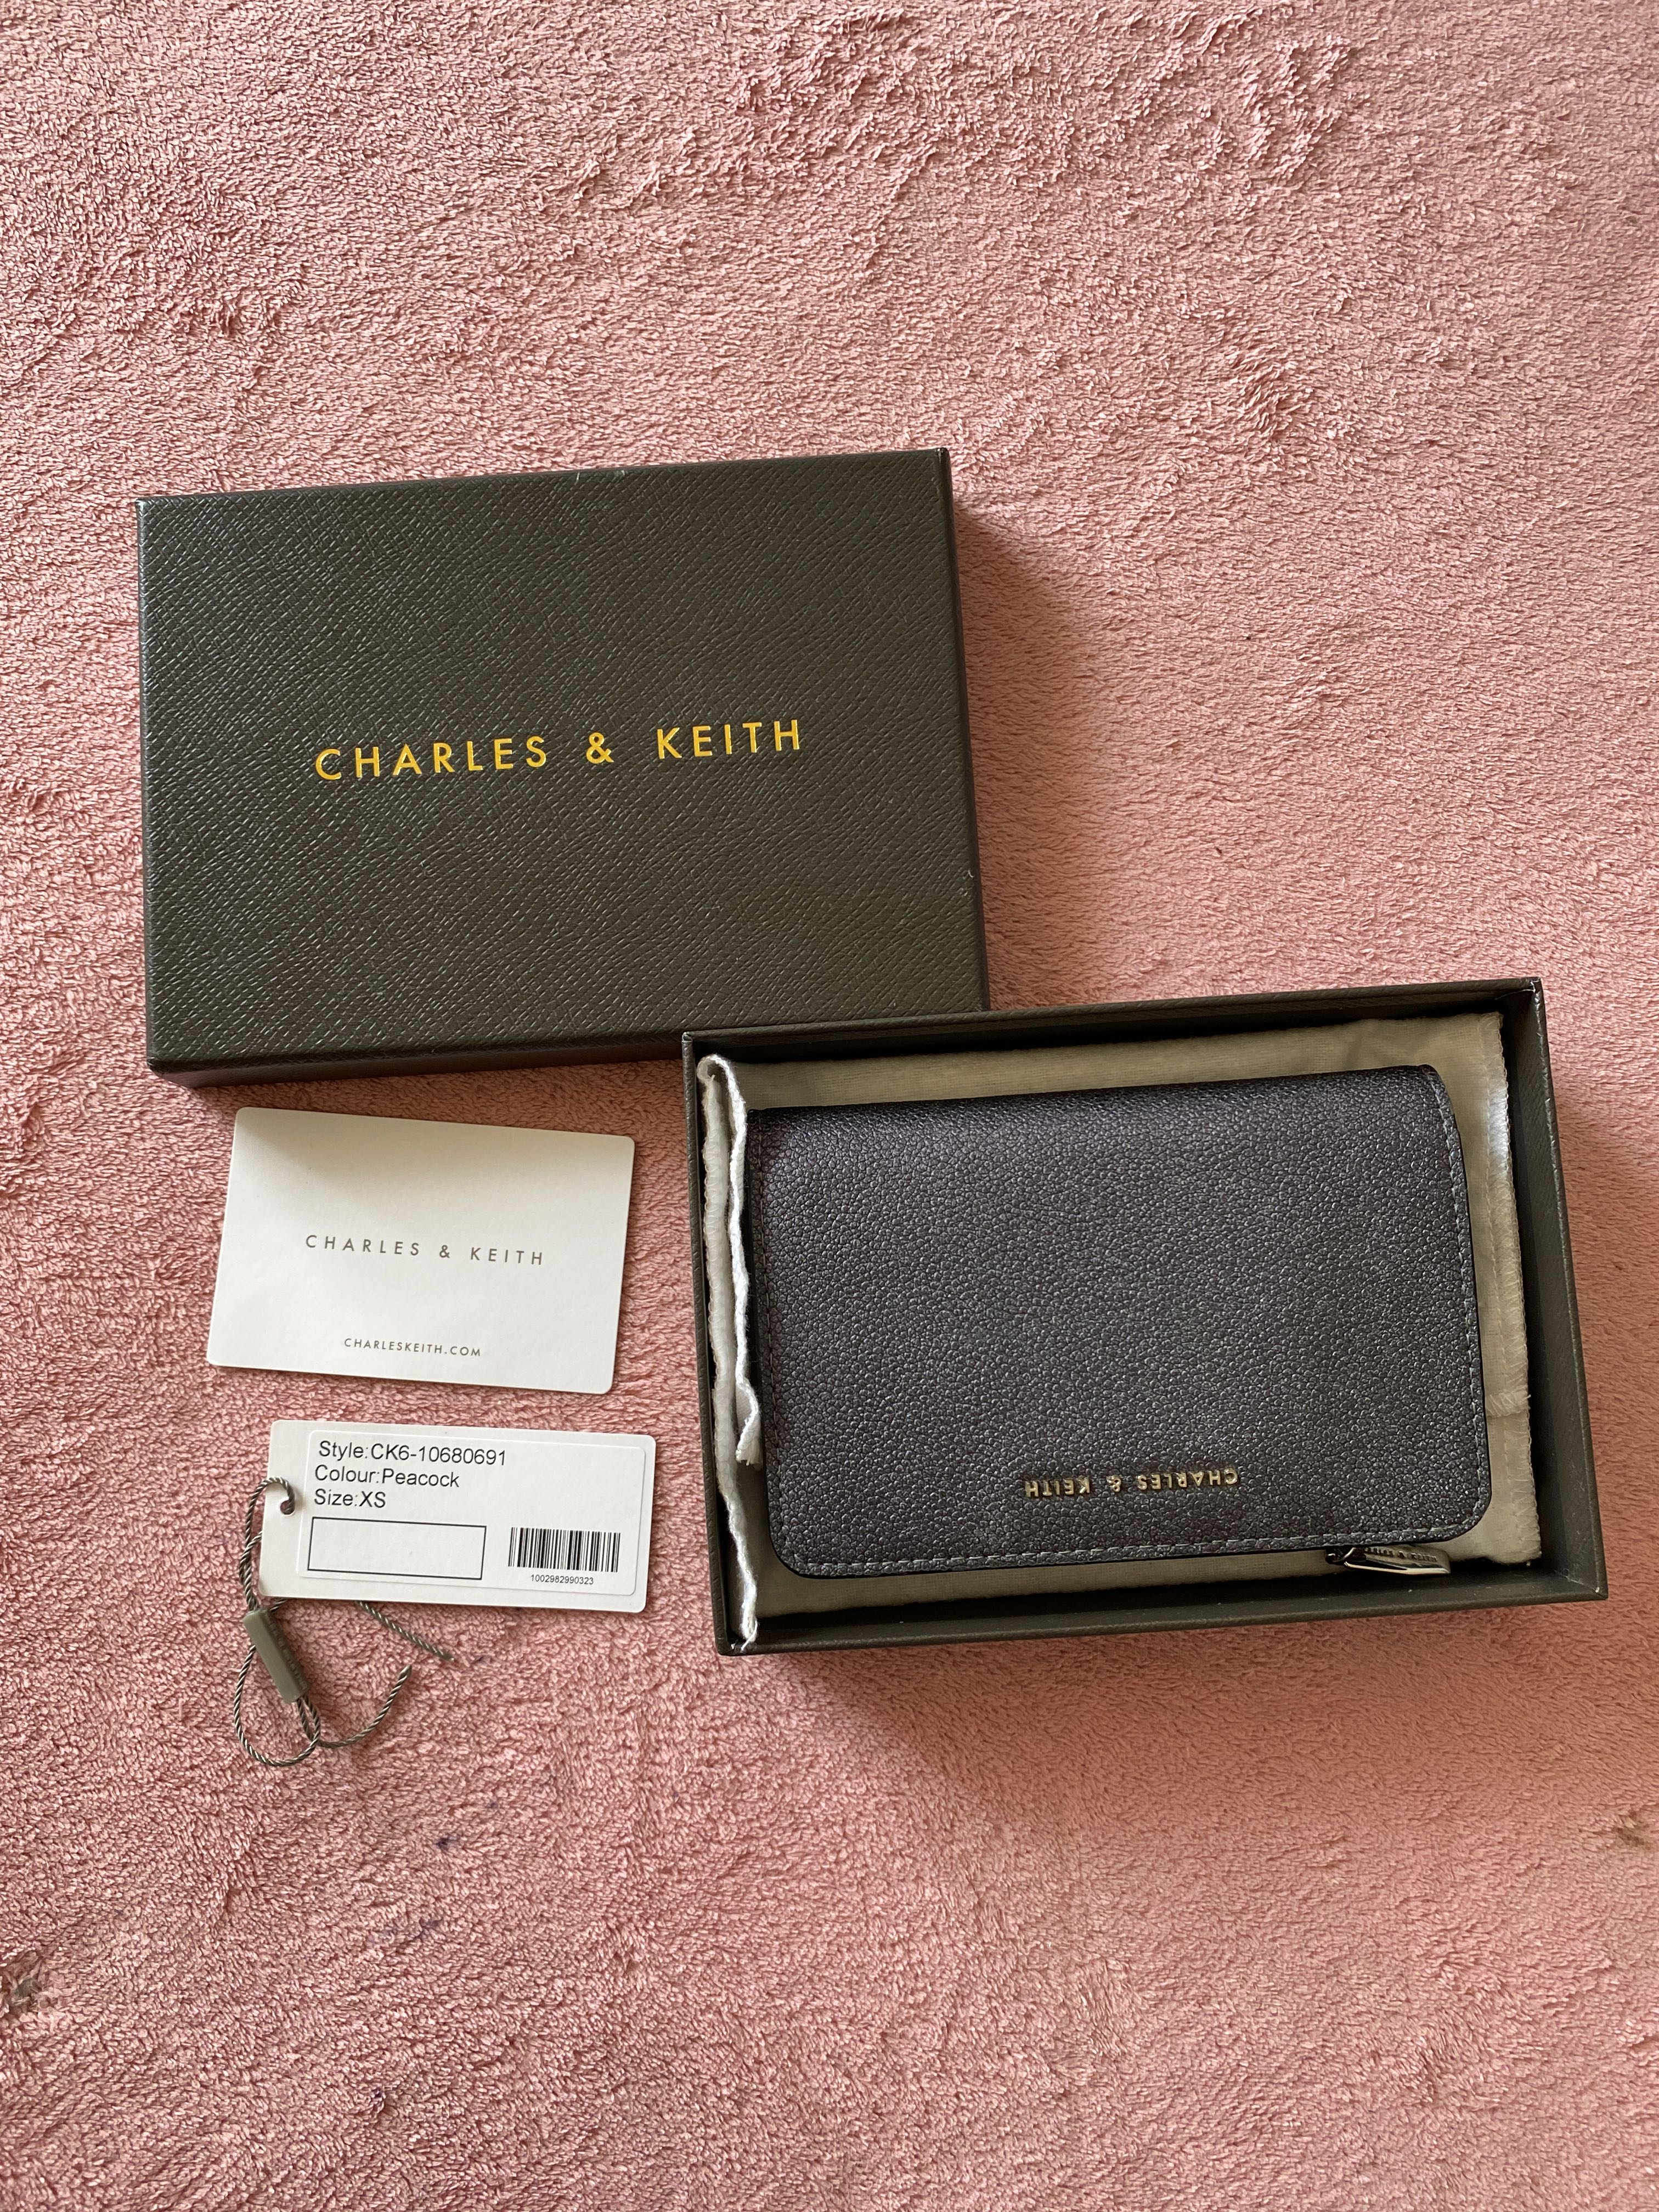 CHARLES & KEITH
CHARLES & KEITH
CHARLESKEITH.COM
Style:CK6-10680691
Colour:Peacock
Size:XS
1002982990323
CHARLES & KEITH